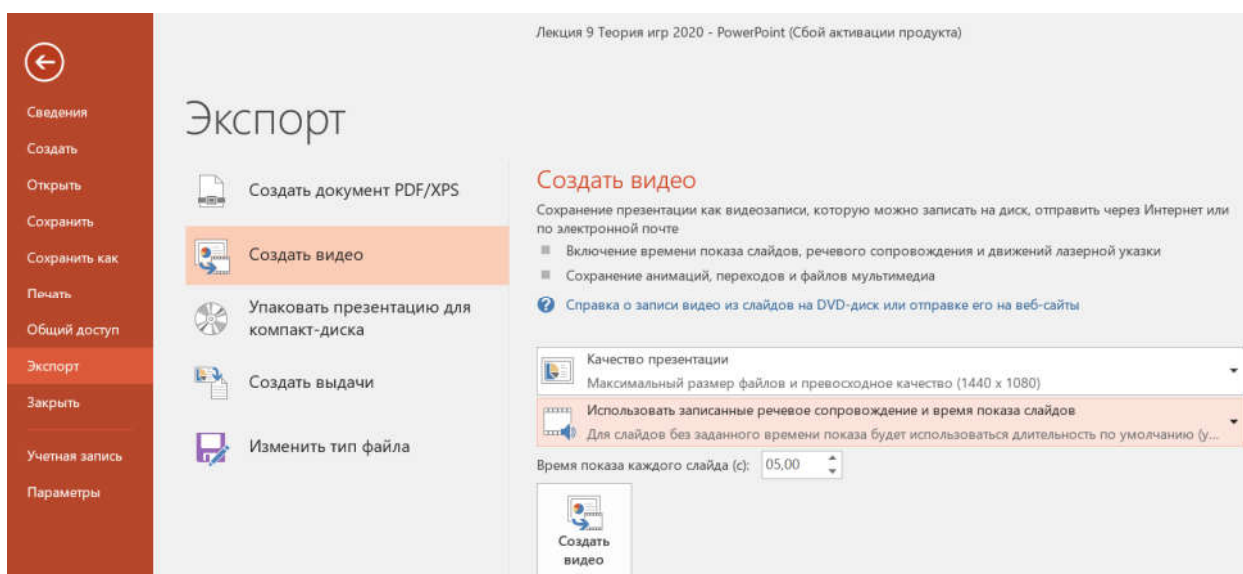 Лекция 9 Теория игр 2020 - PowerPoint (Сбой активации продукта)
Сведения
Создать
Открыть
Сохранить
Сохранить как
Печать
Общий доступ
Экспорт
Закрыть
Учетная запись
Параметры
Экспорт
Создать документ PDF/XPS
Создать видео
Упаковать презентацию для
компакт-диска
Создать выдачи
Изменить тип файла
Создать видео
Сохранение презентации как видеозаписи, которую можно записать на диск, отправить через Интернет или
по электронной почте
Включение времени показа слайдов, речевого сопровождения и движений лазерной указки
Сохранение анимаций, переходов и файлов мультимедиа
Справка о записи видео из слайдов на DVD-диск или отправке его на веб-сайты
Качество презентации
Максимальный размер файлов и превосходное качество (1440 x 1080)
Использовать записанные речевое сопровождение и время показа слайдов
Для слайдов без заданного времени показа будет использоваться длительность по умолчанию (у...
Время показа каждого слайда (с): 05,00
Создать
видео